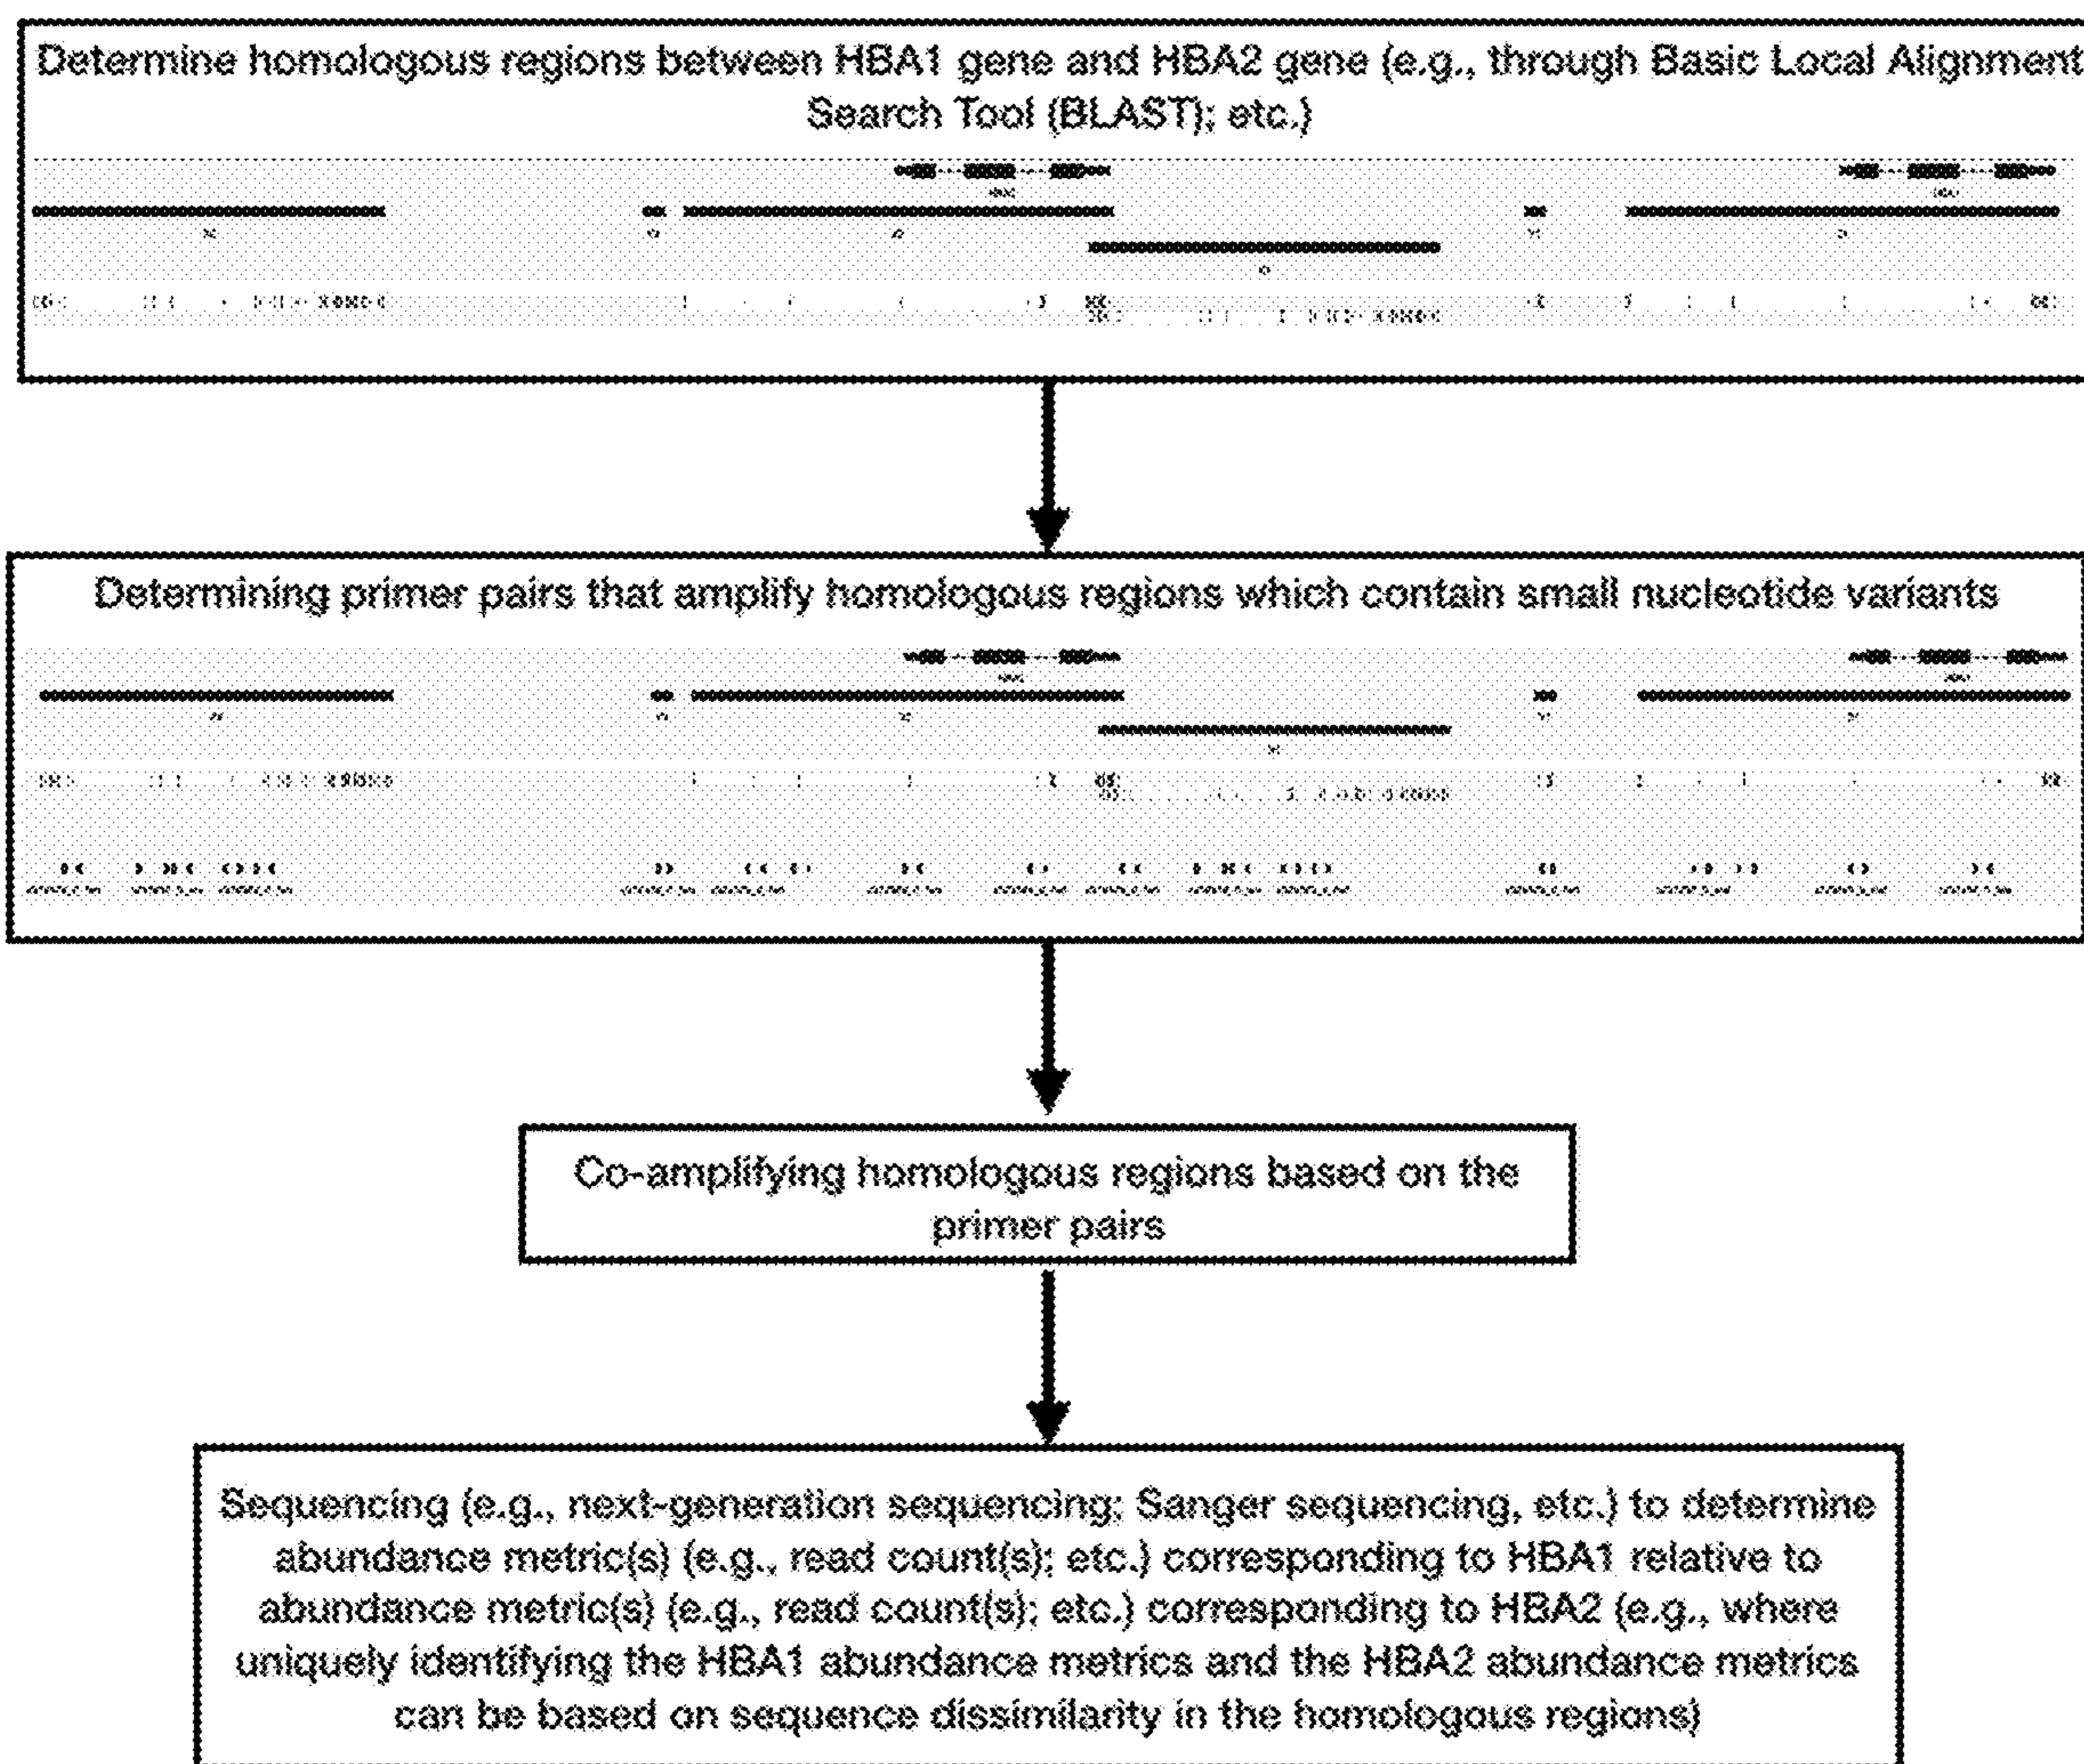 Determine homologous regions between HBA1 gene and HBA2 gene (e.g., through Basic Local Alignment
Search Tool (BLAST); etc.)
Determining primer pairs that amplify homologous regions which contain small nucleotide variants
Co-amplifying homologous regions based on the
primer pairs
Sequencing (e.g., next-generation sequencing; Sanger sequencing, etc.) to determine
abundance metric(s) (e.g., read count(s); etc.) corresponding to HBA1 relative to
abundance metric(s) (e.g., read count(s); etc.) corresponding to HBA2 (e.g., where
uniquely identifying the HBA1 abundance metrics and the HBA2 abundance metrics
can be based on sequence dissimilarity in the homologous regions)